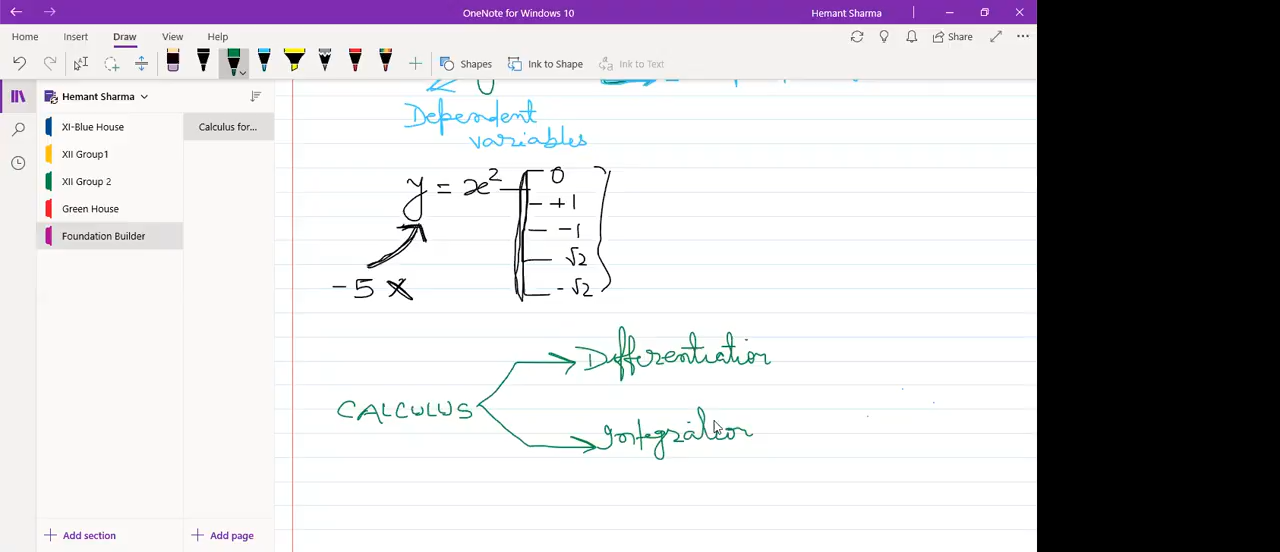 OneNote for Windows 10
Hemant Sharma
Home Insert Draw View Help
Share
Shapes Ink to Shape Ink to Text
Hemant Sharma
XI-Blue House
XII Group1
XII Group 2
Green House
Foundation Builder
Add section
Calculus for...
Add page
Dependent
variables
y = x²
0
+1
-1
√2
-√2
-5 X
CALCULUS
Differentiation
Integration